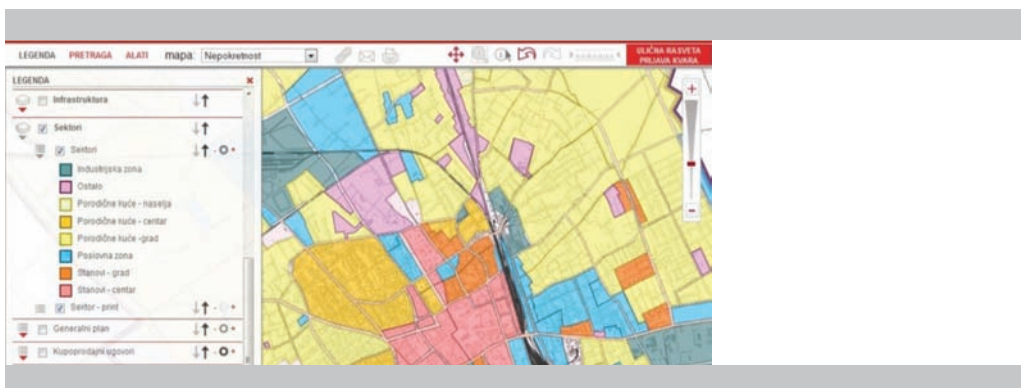 LEGENDA PRETRAGA ALATI mapa: Nepokretnost
ULIČNA RASVETA
PRIJAVA KVARA
LEGENDA
Infrastruktura
Sektori
Sektori
Industrijska zona
Ostalo
Porodične kuće - naselja
Porodične kuće - centar
Porodične kuće -grad
Poslovna zona
Stanovi - grad
Stanovi - centar
Sektor - print
Generalni plan
Kupoprodajni ugovori